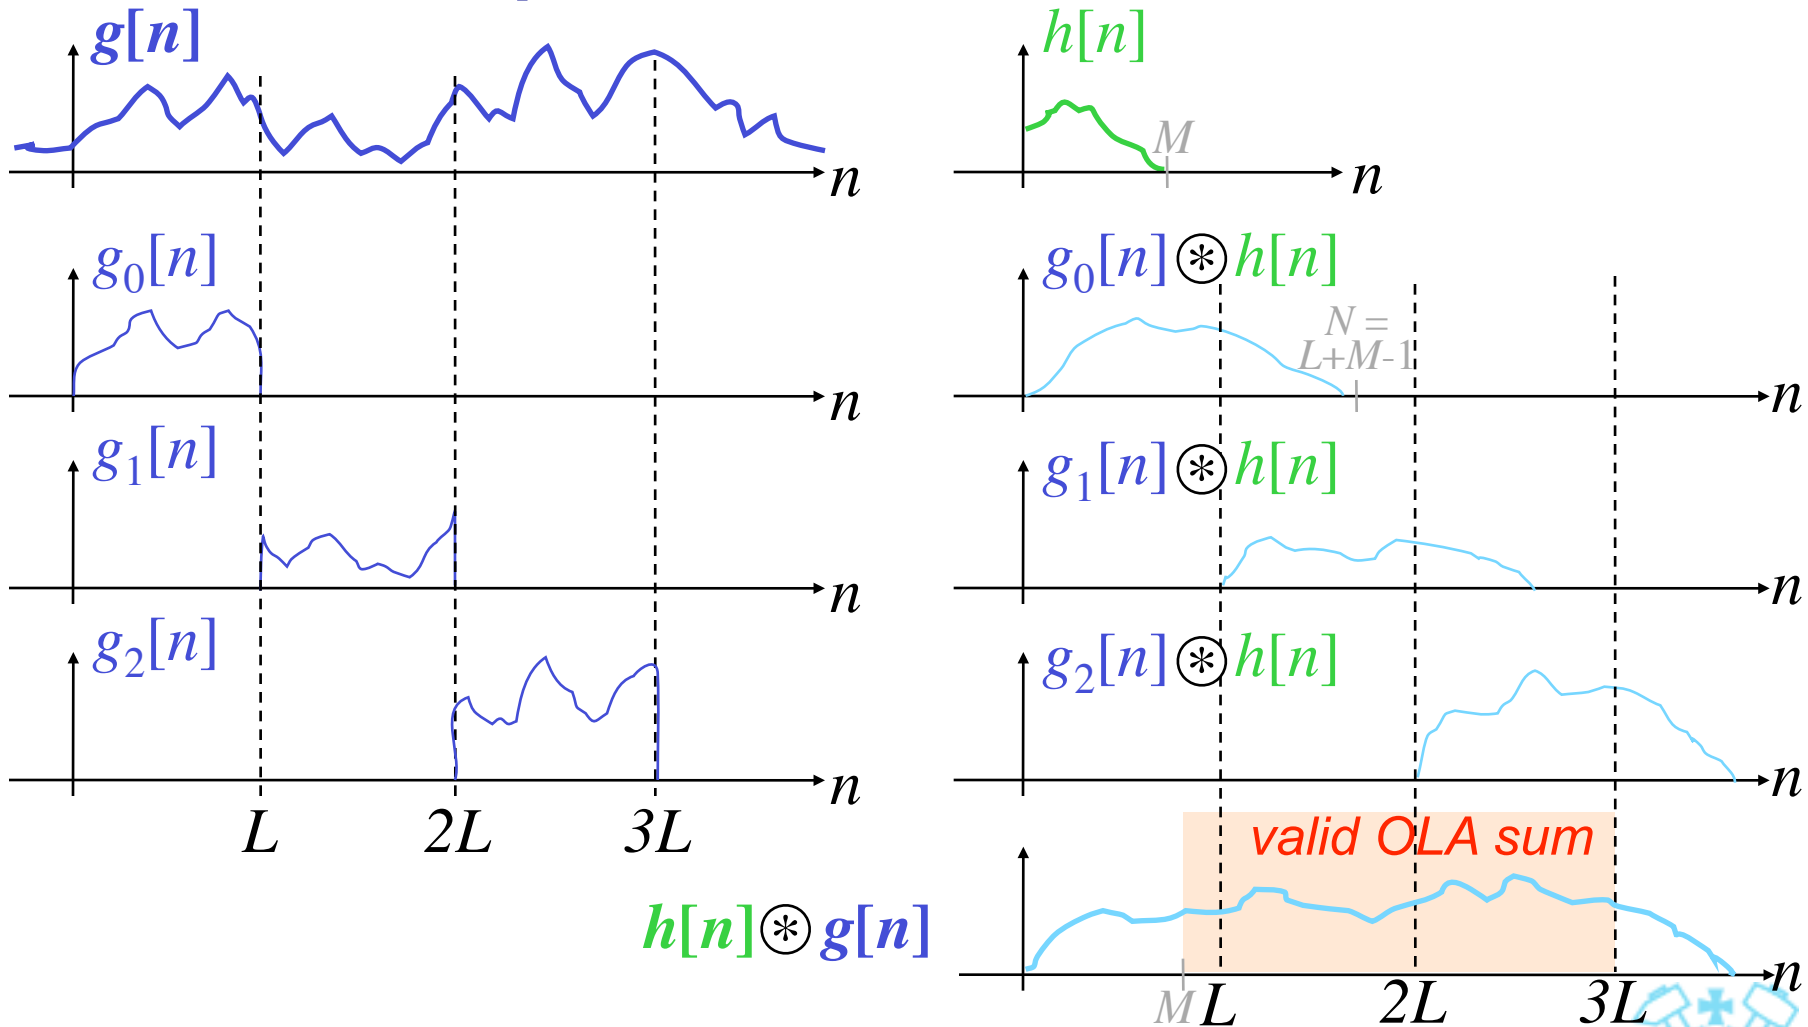 g[n]
n
h[n]
M
n
g₀[n]
n
g₀[n]⊛h[n]
N =
L+M-1
n
g₁[n]
n
g₁[n]⊛h[n]
n
g₂[n]
n
g₂[n]⊛h[n]
n
L 2L 3L
valid OLA sum
h[n]⊛g[n]
n
M L 2L 3L